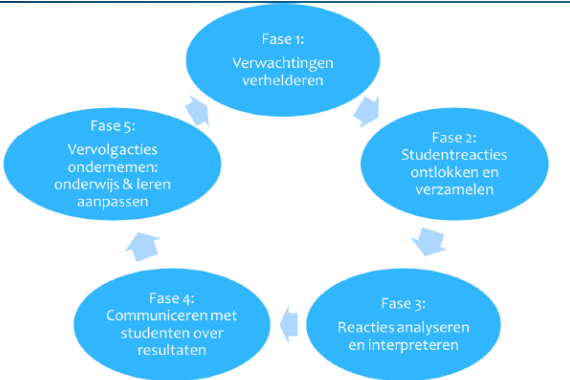 Fase 1:
Verwachtingen
verhelderen
Fase 2:
Studentreacties
ontlokken en
verzamelen
Fase 3:
Reacties analyseren
en interpreteren
Fase 4:
Communiceren met
studenten over
resultaten
Fase 5:
Vervolgacties
ondernemen:
onderwijs & leren
aanpassen